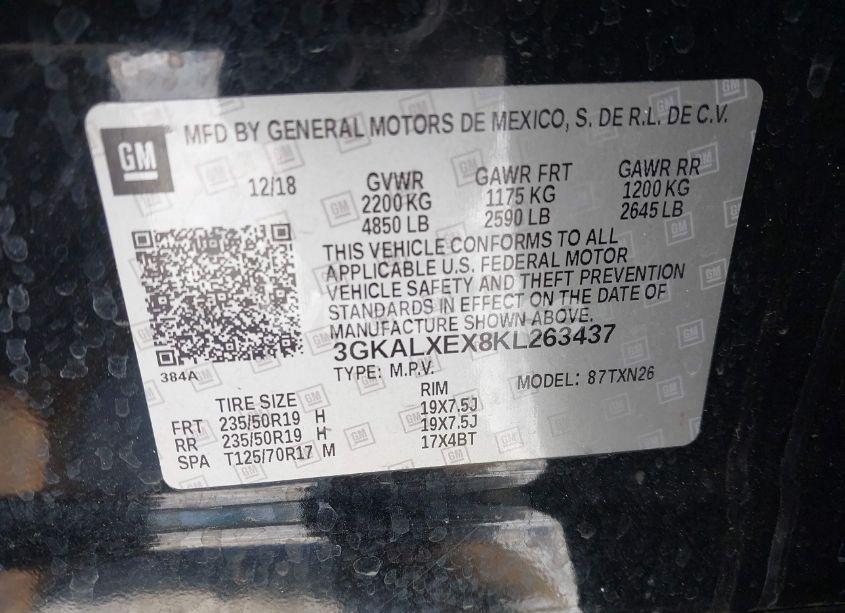 GM
MFD BY GENERAL MOTORS DE MEXICO, S. DE R.L. DE C.V.
12/18 GVWR GAWR FRT GAWR RR
2200 KG 1175 KG 1200 KG
4850 LB 2590 LB 2645 LB
THIS VEHICLE CONFORMS TO ALL
APPLICABLE U.S. FEDERAL MOTOR
VEHICLE SAFETY AND THEFT PREVENTION
STANDARDS IN EFFECT ON THE DATE OF
MANUFACTURE SHOWN ABOVE.
3GKALXEX8KL263437
384A
TYPE: M.P.V. MODEL: 87TXN26
TIRE SIZE RIM
FRT 235/50R19 H 19X7.5J
RR 235/50R19 H 19X7.5J
SPA T125/70R17 M 17X4BT